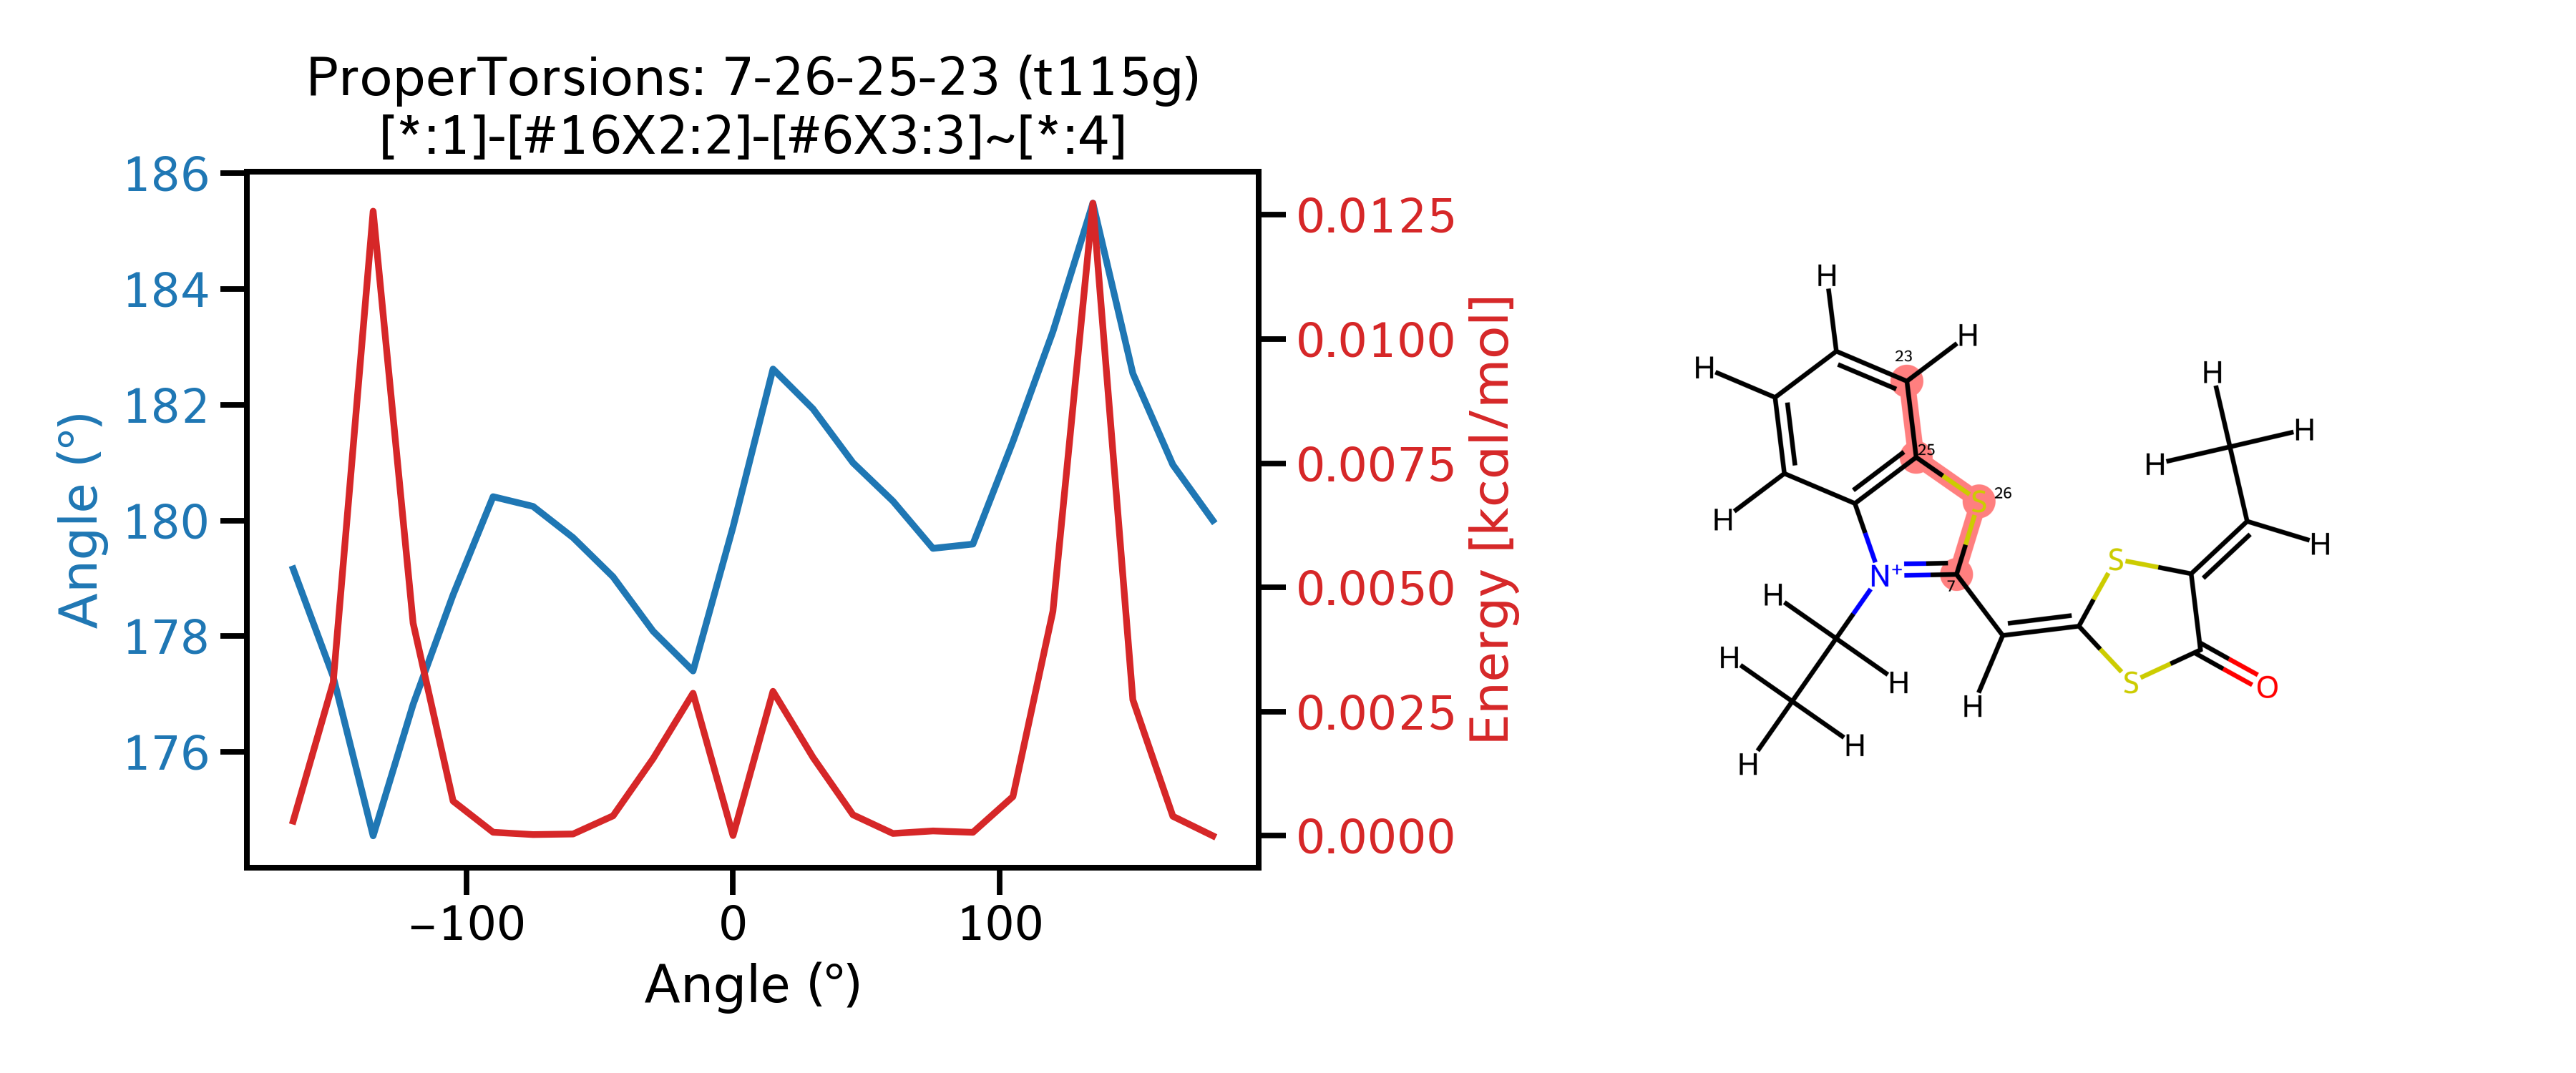 ProperTorsions: 7-26-25-23 (t115g)
[*:1]-[#16X2:2]-[#6X3:3]~[*:4]
186
184
182
180
178
176
Angle (°)
0.0125
0.0100
0.0075
0.0050
0.0025
0.0000
Energy [kcal/mol]
−100
0
100
Angle (°)
H
H
23
H
H
H
25
H
S
26
H
H
S
H
N+
7
H
H
H
S
O
H
H
H
H